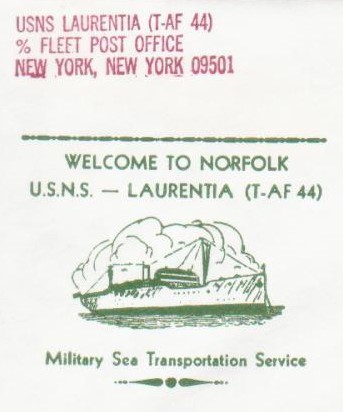 USNS LAURENTIA (T-AF 44)
% FLEET POST OFFICE
NEW YORK, NEW YORK 09501
WELCOME TO NORFOLK
U.S.N.S. — LAURENTIA (T-AF 44)
Military Sea Transportation Service